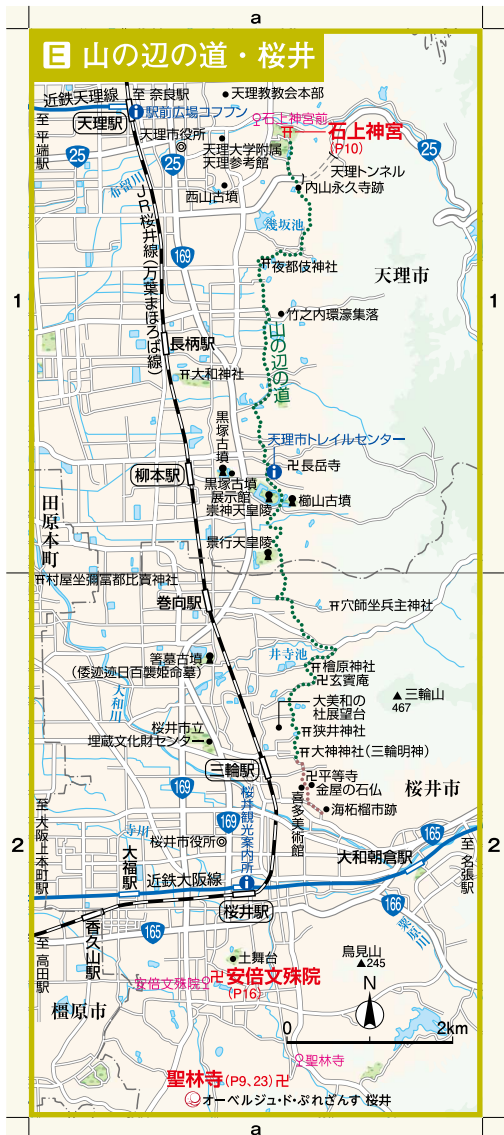 a
E 山の辺の道・桜井
近鉄天理線
至 奈良駅
天理教教会本部
駅前広場コフフン
石上神宮前
石上神宮
(P10)
至 平端駅
天理駅
天理市役所
天理大学附属
天理参考館
天理トンネル
25
25
25
布留川
西山古墳
内山永久寺跡
幾坂池
169
夜都伎神社
天理市
JR桜井線(万葉まほろば線)
1
1
竹之内環濠集落
山の辺の道
長柄駅
大和神社
黒塚古墳
天理市トレイルセンター
長岳寺
柳本駅
黒塚古墳
展示館
崇神天皇陵
櫛山古墳
田原本町
景行天皇陵
村屋坐彌冨都比賣神社
巻向駅
穴師坐兵主神社
箸墓古墳
(倭迹迹日百襲姫命墓)
井寺池
檜原神社
玄賓庵
大和川
大美和の
杜展望台
三輪山
467
桜井市立
埋蔵文化財センター
狭井神社
大神神社(三輪明神)
三輪駅
平等寺
金屋の石仏
桜井市
169
喜多美術館
海柘榴市跡
至 大阪上本町駅
寺川
169
桜井市役所
桜井観光案内所
165
2
2
大福駅
大和朝倉駅
至 名張駅
近鉄大阪線
桜井駅
166
香久山駅
165
粟原川
至 高田駅
土舞台
鳥見山
245
安倍文殊院
安倍文殊院
(P16)
橿原市
N
0
2km
聖林寺
聖林寺(P9、23)
オーベルジュ・ド・ぷれざんす 桜井
a